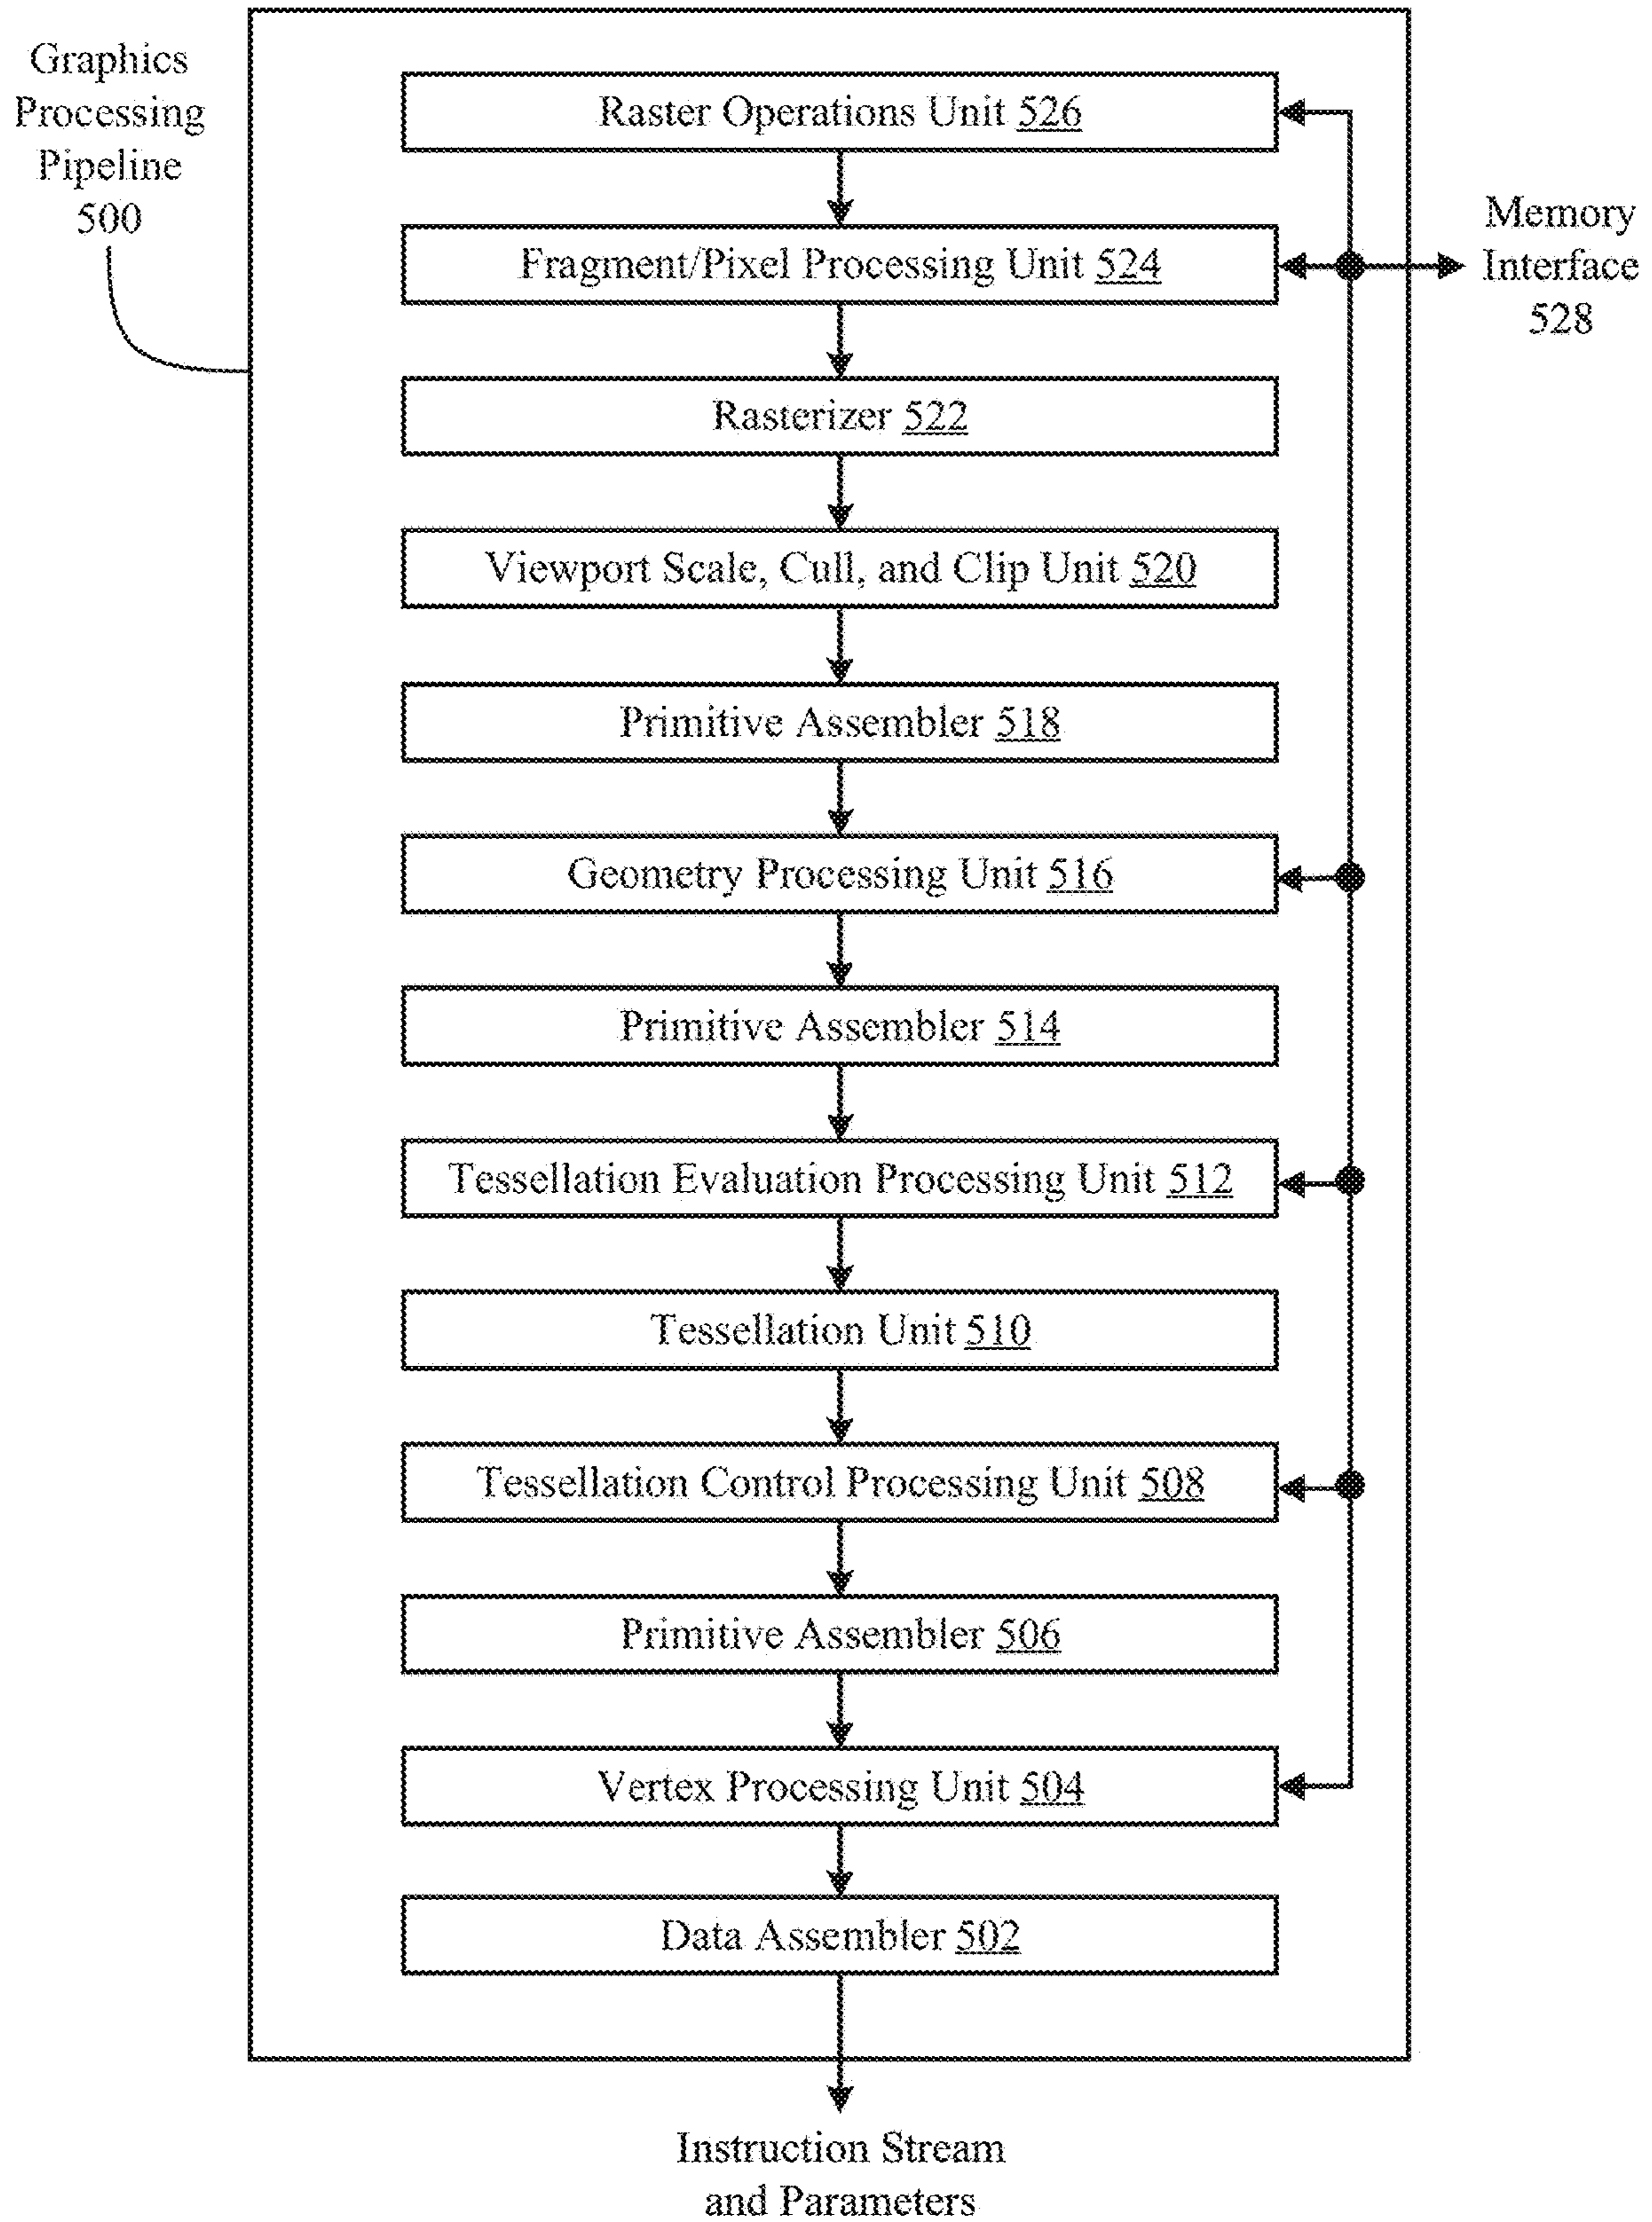 Graphics
Processing
Pipeline
500
Raster Operations Unit 526
Fragment/Pixel Processing Unit 524
Memory
Interface
528
Rasterizer 522
Viewport Scale, Cull, and Clip Unit 520
Primitive Assembler 518
Geometry Processing Unit 516
Primitive Assembler 514
Tessellation Evaluation Processing Unit 512
Tessellation Unit 510
Tessellation Control Processing Unit 508
Primitive Assembler 506
Vertex Processing Unit 504
Data Assembler 502
Instruction Stream
and Parameters